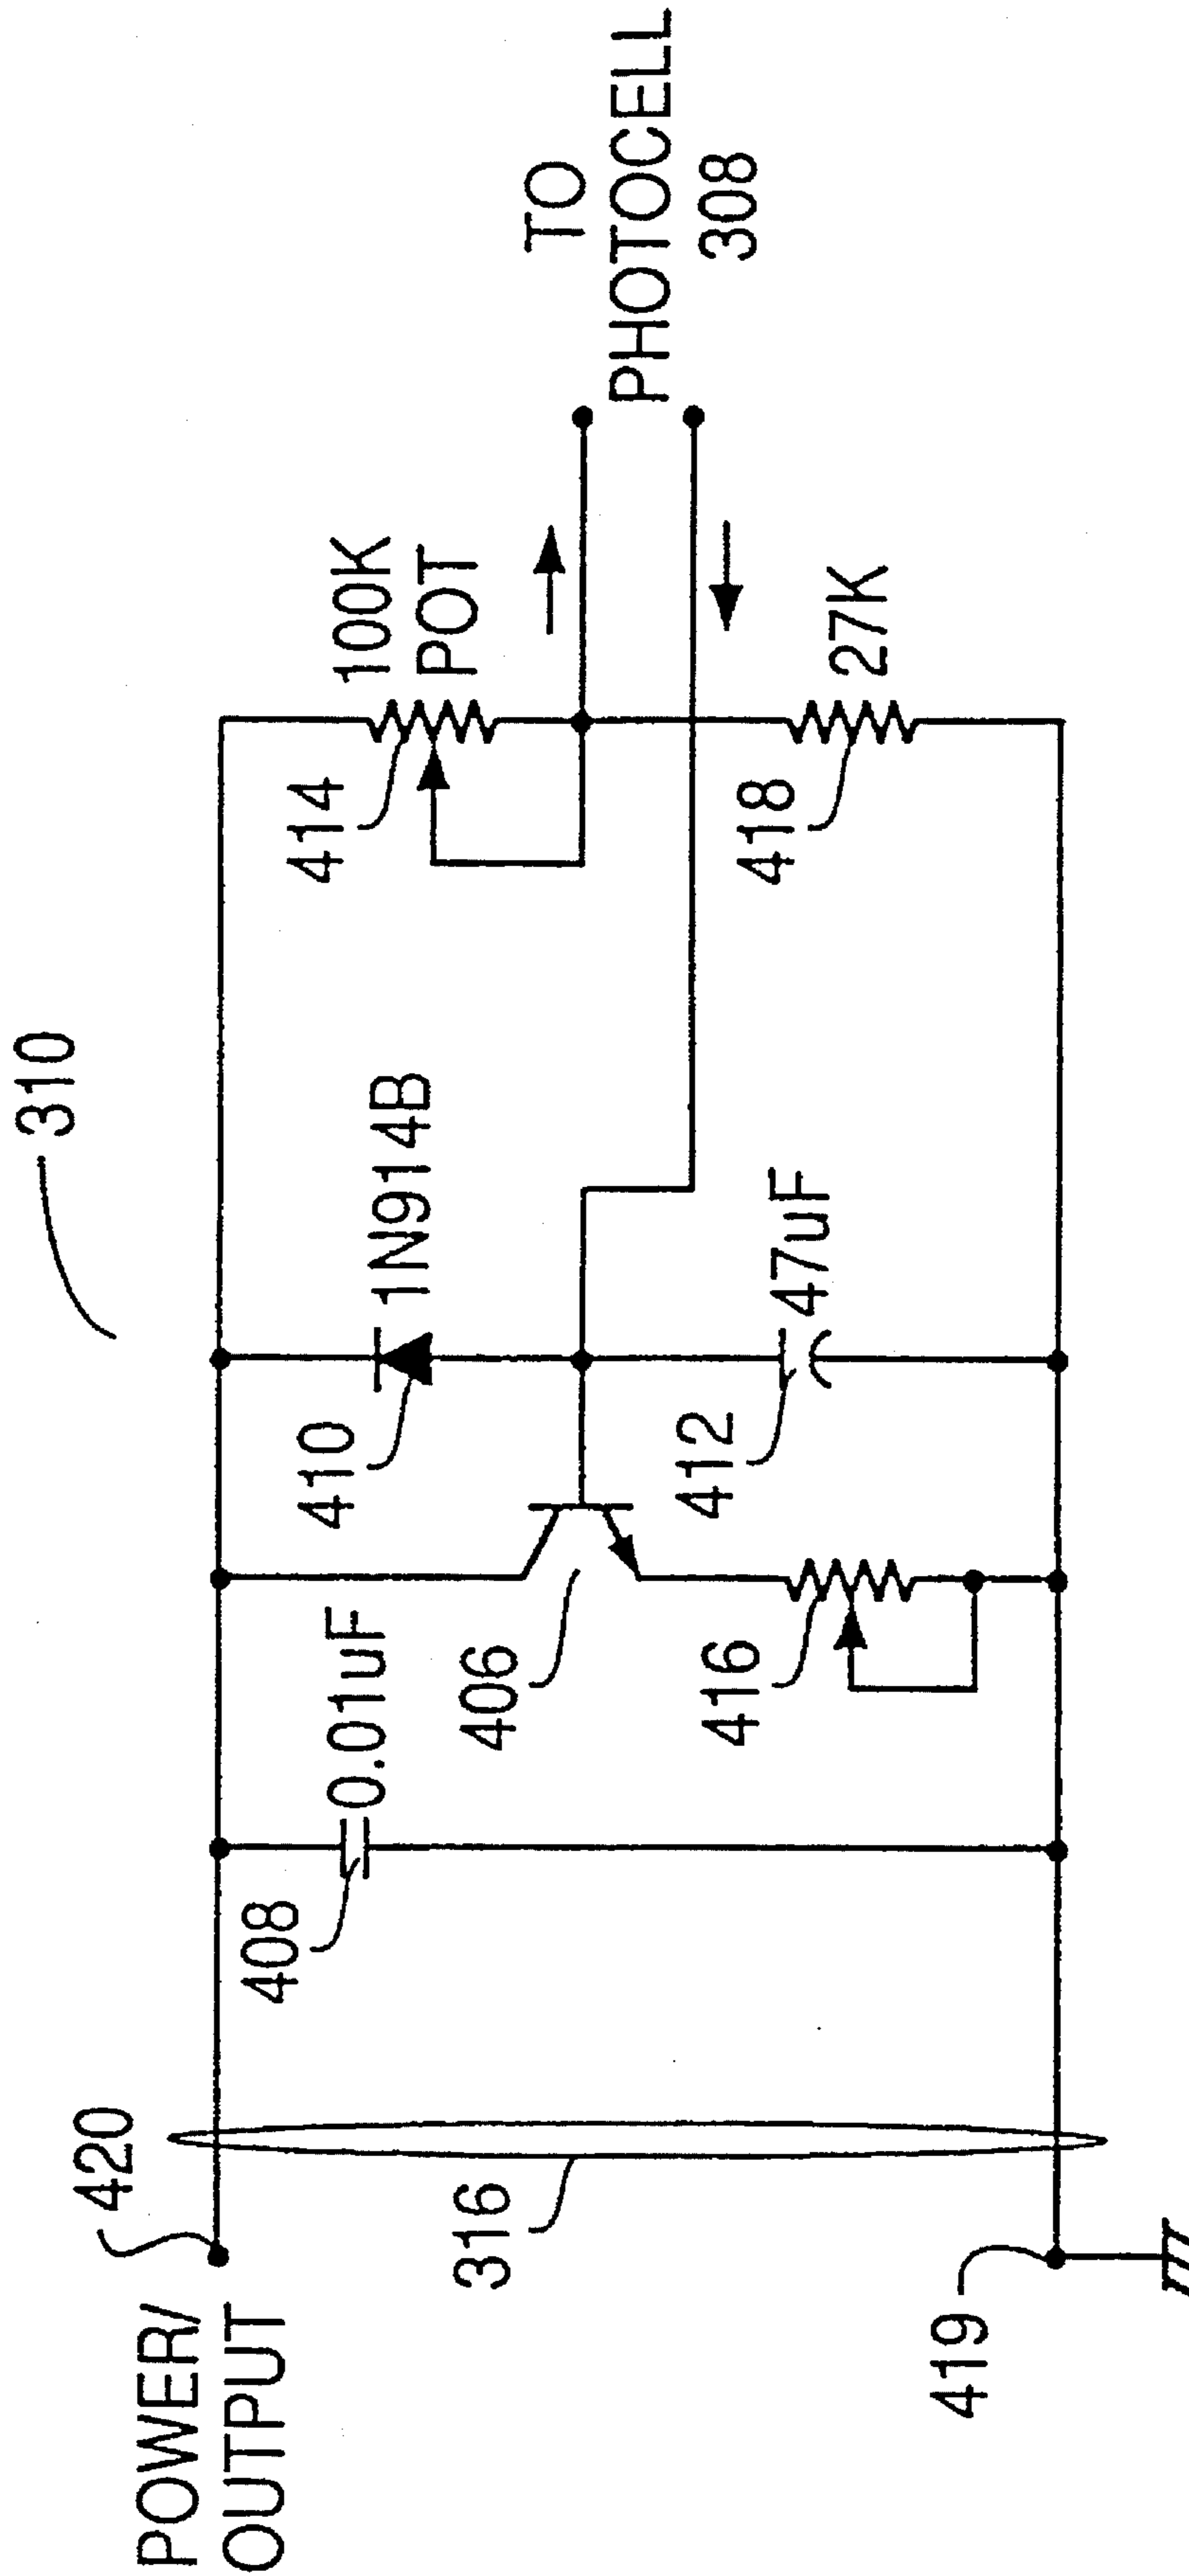 310
POWER/
OUTPUT
420
316
419
408
0.01uF
406
416
410
1N914B
412
47uF
414
100K
POT
418
27K
TO
PHOTOCELL
308